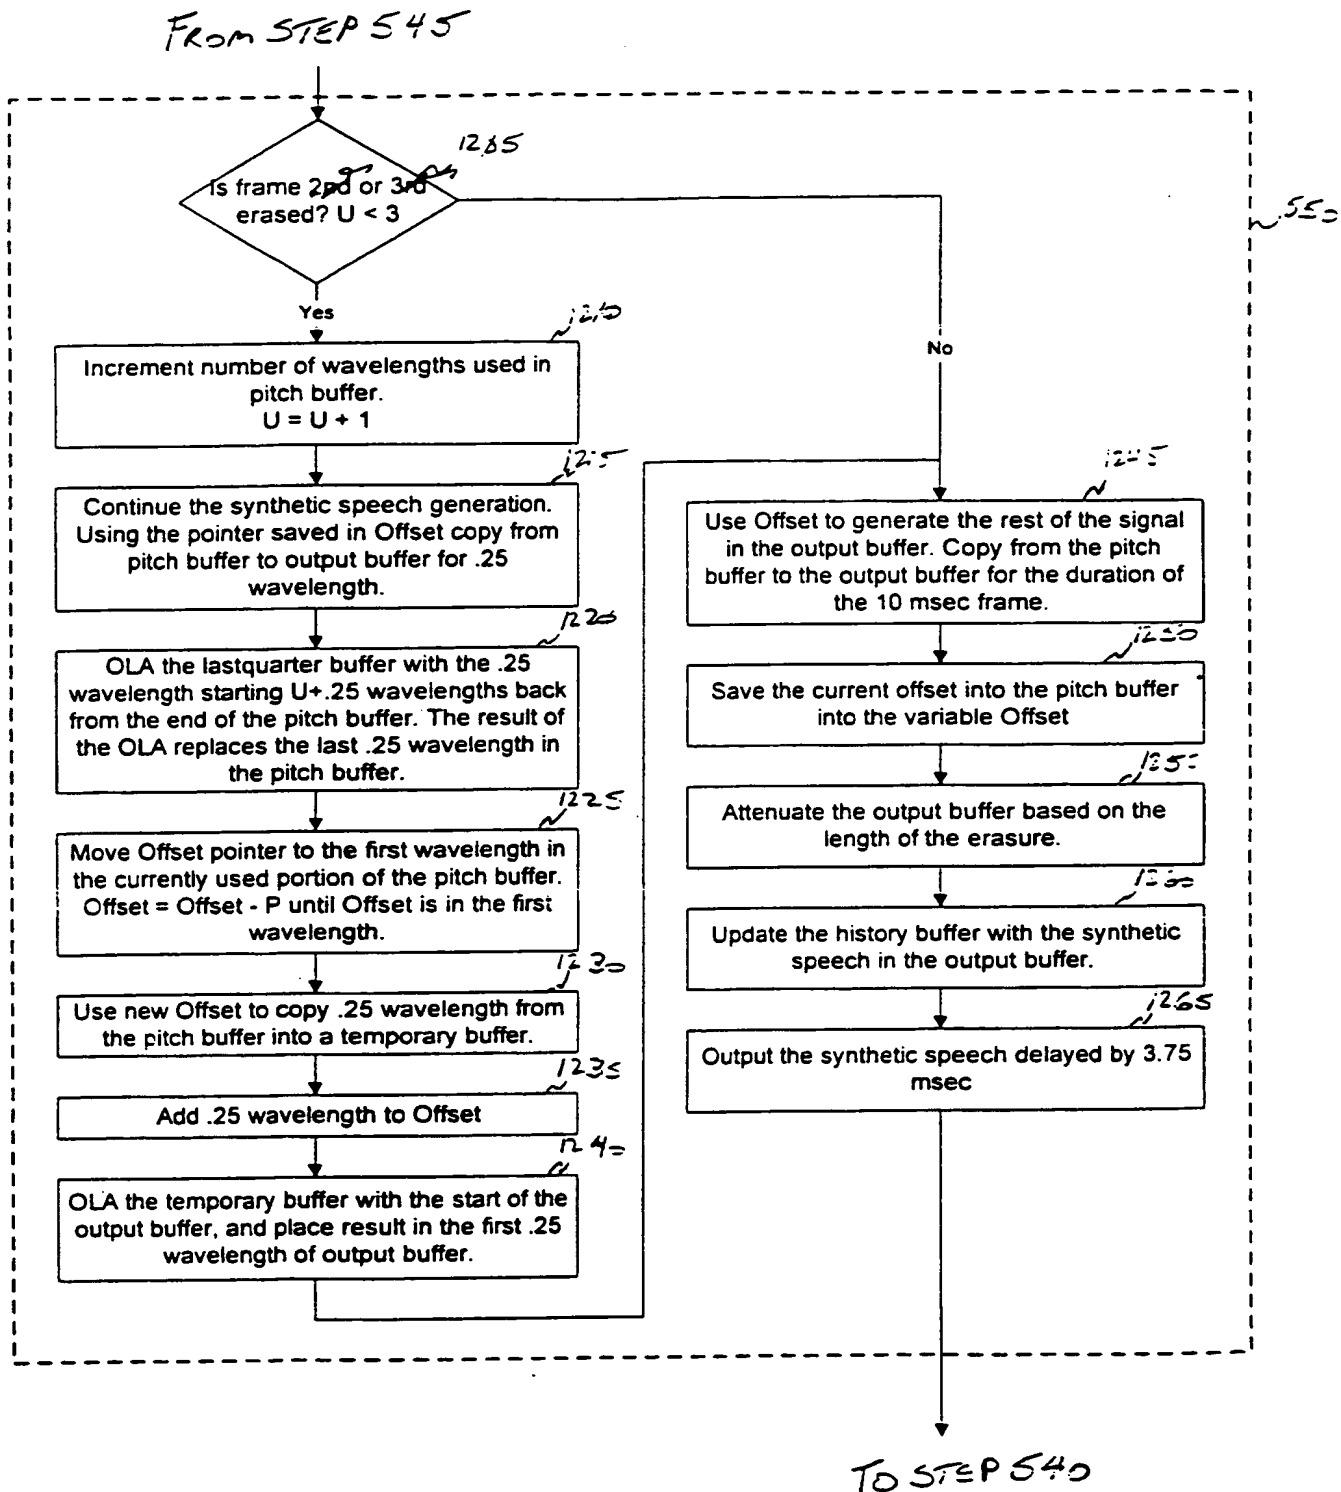 FROM STEP 545
1205
Is frame 2nd or 3rd
erased? U < 3
550
Yes
No
1210
Increment number of wavelengths used in
pitch buffer.
U = U + 1
1215
Continue the synthetic speech generation.
Using the pointer saved in Offset copy from
pitch buffer to output buffer for .25
wavelength.
1220
OLA the lastquarter buffer with the .25
wavelength starting U+.25 wavelengths back
from the end of the pitch buffer. The result of
the OLA replaces the last .25 wavelength in
the pitch buffer.
1225
Move Offset pointer to the first wavelength in
the currently used portion of the pitch buffer.
Offset = Offset - P until Offset is in the first
wavelength.
1230
Use new Offset to copy .25 wavelength from
the pitch buffer into a temporary buffer.
1235
Add .25 wavelength to Offset
1240
OLA the temporary buffer with the start of the
output buffer, and place result in the first .25
wavelength of output buffer.
1245
Use Offset to generate the rest of the signal
in the output buffer. Copy from the pitch
buffer to the output buffer for the duration of
the 10 msec frame.
1250
Save the current offset into the pitch buffer
into the variable Offset
1255
Attenuate the output buffer based on the
length of the erasure.
1260
Update the history buffer with the synthetic
speech in the output buffer.
1265
Output the synthetic speech delayed by 3.75
msec
TO STEP 540